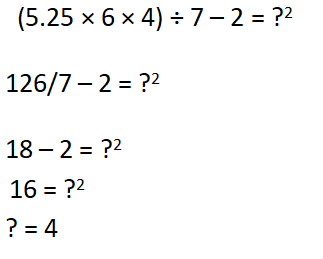 (5.25 × 6 × 4) ÷ 7 – 2 = ?²
126/7 – 2 = ?²
18 – 2 = ?²
16 = ?²
? = 4